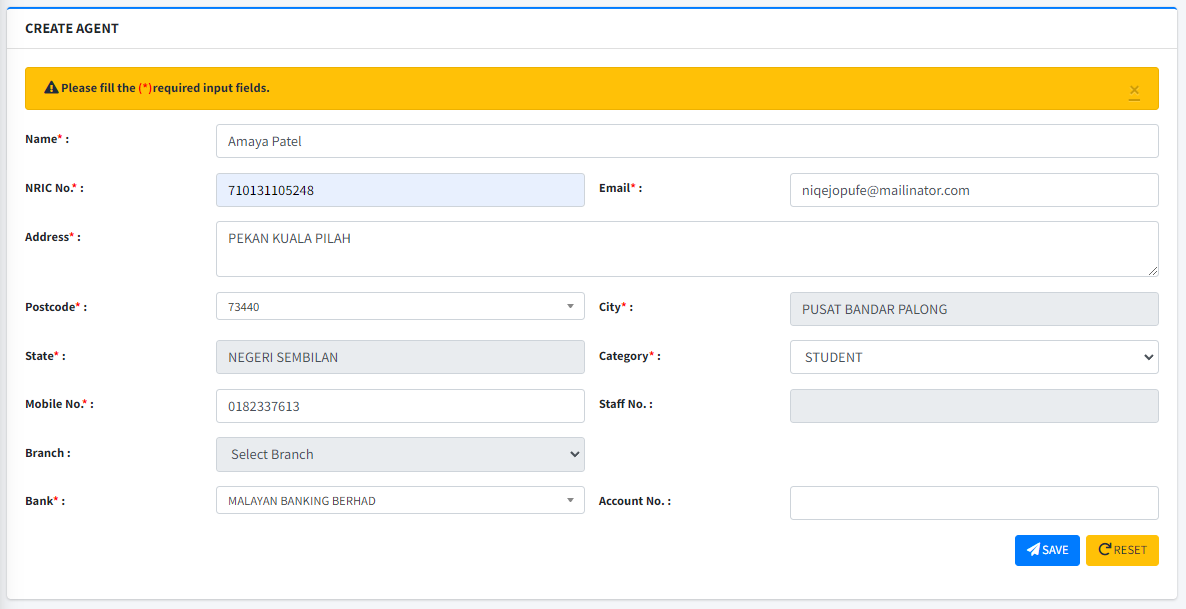 CREATE AGENT
Please fill the (*)required input fields. ×
Name* : Amaya Patel
NRIC No.* : 710131105248 Email* : niqejopufe@mailinator.com
Address* : PEKAN KUALA PILAH
Postcode* : 73440 City* : PUSAT BANDAR PALONG
State* : NEGERI SEMBILAN Category* : STUDENT
Mobile No.* : 0182337613 Staff No. :
Branch : Select Branch
Bank* : MALAYAN BANKING BERHAD Account No. :
SAVE RESET